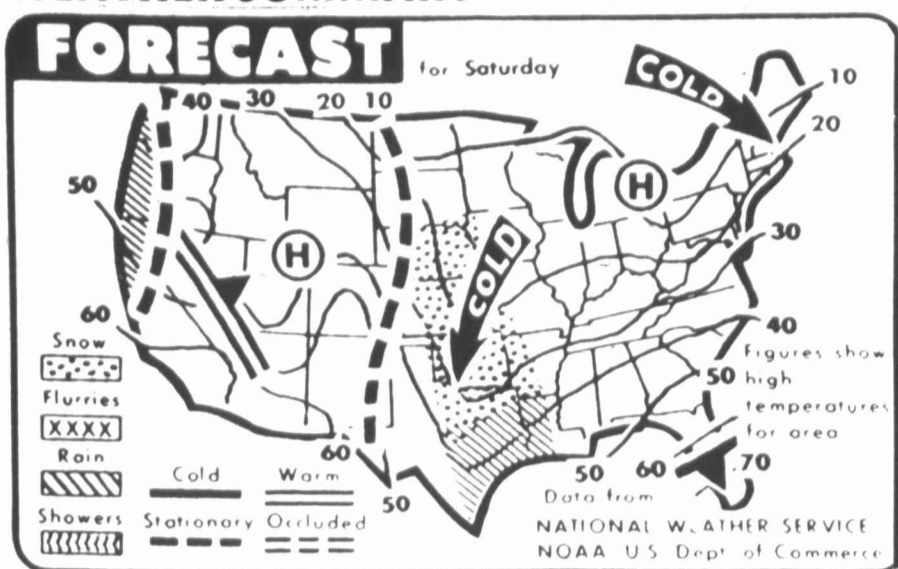 FORECAST for Saturday
COLD
10
20
40 30 20 10
50
H
H
COLD
30
60
40
Snow
Flurries
XXXX
Rain
Showers
Cold
Warm
Stationary
Occluded
60
50
50
60
70
50
Figures show
high
temperatures
for area
Data from
NATIONAL WEATHER SERVICE
NOAA U S Dept of Commerce